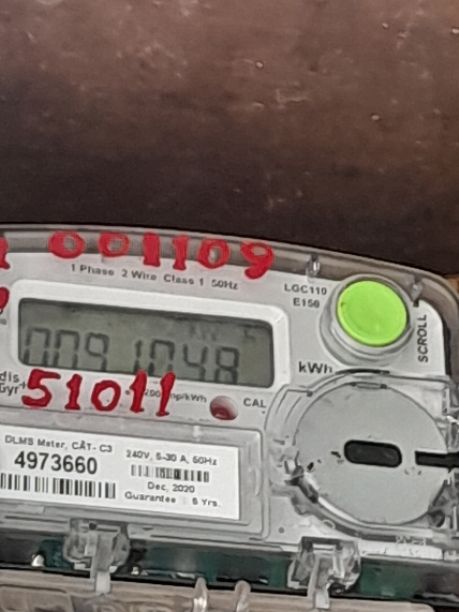 001109
1 Phase 2 Wire Class 1 50Hz
LGC110
E150
SCROLL
0091048
kWh
51011
CAL
DLMS Meter, CAT- C3
4973660
240V, 5-30 A, 50Hz
Dec, 2020
Guarantee : 5 Yrs.